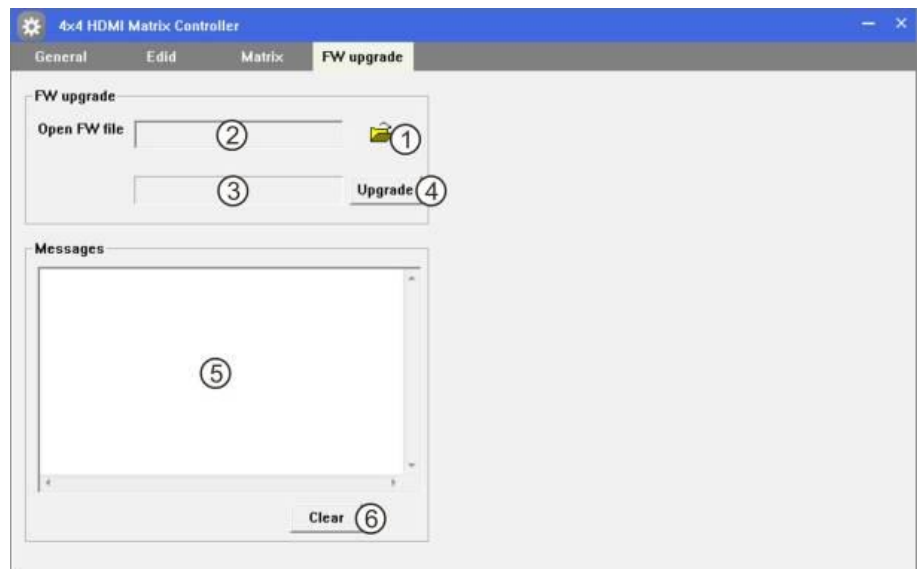 4x4 HDMI Matrix Controller
General Edid Matrix FW upgrade
FW upgrade
Open FW file ② ①
③ Upgrade ④
Messages
⑤
Clear ⑥